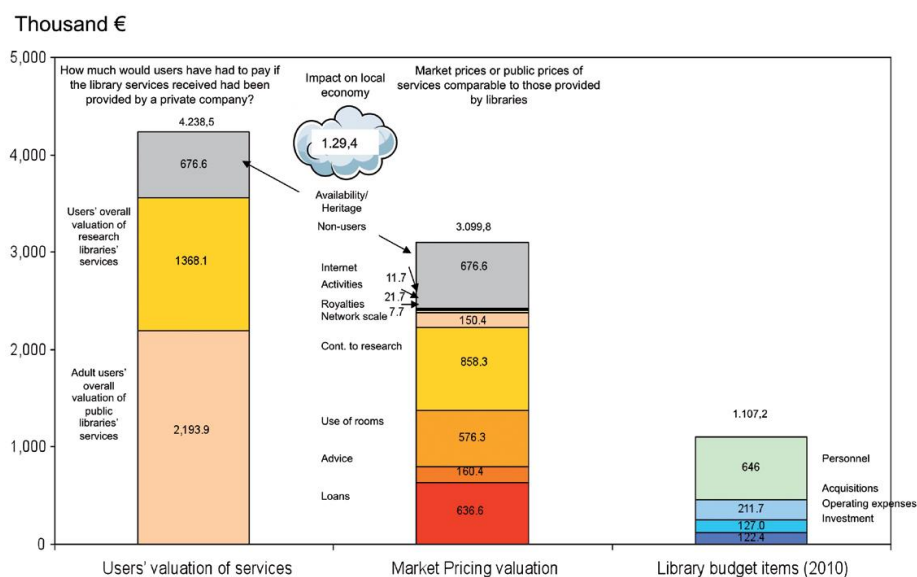 Thousand €
5,000
4,000
3,000
2,000
1,000
0
How much would users have had to pay if
the library services received had been
provided by a private company?
4.238,5
676.6
Users' overall
valuation of
research
libraries'
services
1368.1
Adult users'
overall
valuation of
public
libraries'
services
2,193.9
Impact on local
economy
1.29,4
Availability/
Heritage
Non-users
Market prices or public prices of
services comparable to those provided
by libraries
3.099,8
676.6
Internet
11.7
Activities
21.7
Royalties
7.7
Network scale
150.4
Cont. to research
858.3
Use of rooms
576.3
Advice
160.4
Loans
636.6
1.107,2
Personnel
646
Acquisitions
211.7
Operating expenses
127.0
Investment
122.4
Users' valuation of services
Market Pricing valuation
Library budget items (2010)